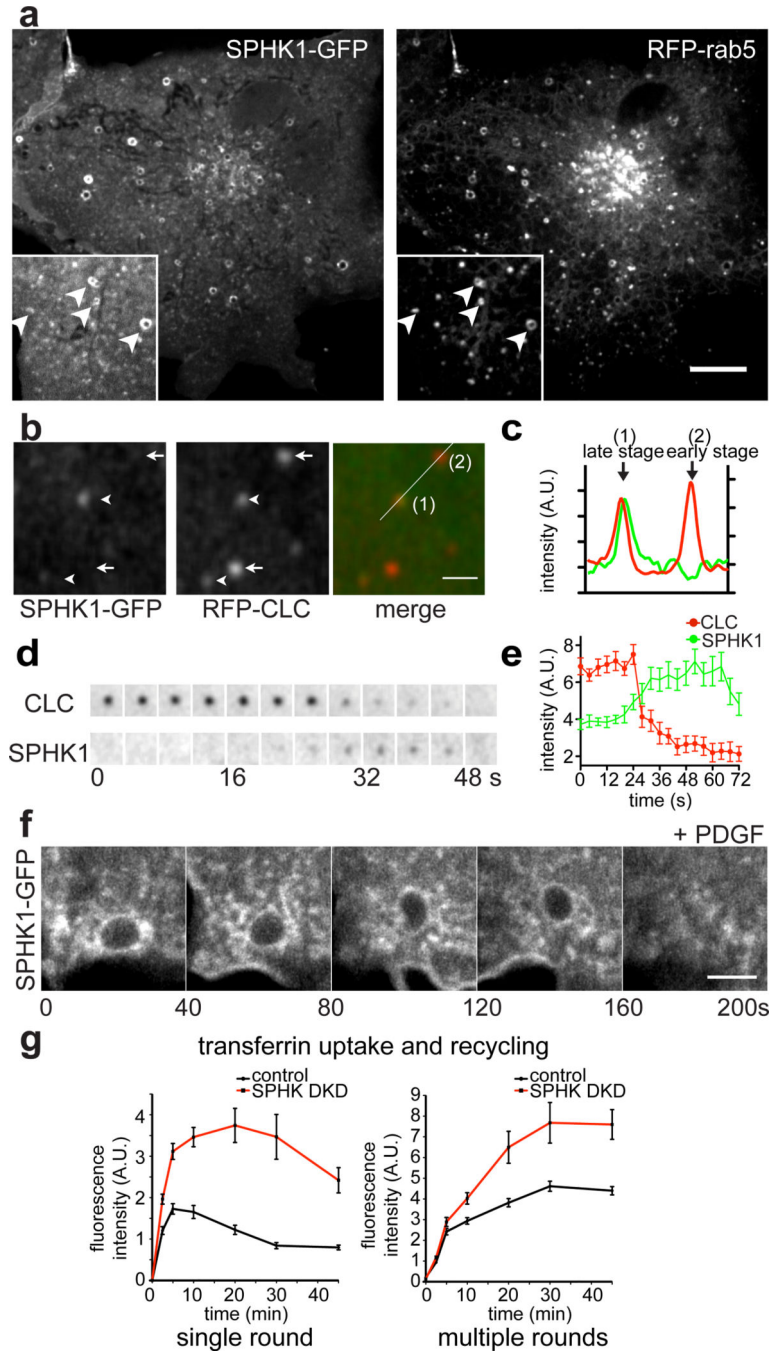 a
SPHK1-GFP
RFP-rab5
b
(2)
(1)
SPHK1-GFP
RFP-CLC
merge
c
(1)
(2)
late stage
early stage
intensity (A.U.)
d
CLC
SPHK1
0
16
32
48 s
e
CLC
SPHK1
8
6
4
2
intensity (A.U.)
0
12
24
36
48
60
72
time (s)
f
+ PDGF
SPHK1-GFP
0
40
80
120
160
200s
g
transferrin uptake and recycling
control
SPHK DKD
4
3
2
1
0
fluorescence
intensity (A.U.)
0
10
20
30
40
time (min)
single round
control
SPHK DKD
9
8
7
6
5
4
3
2
1
0
fluorescence
intensity (A.U.)
0
10
20
30
40
time (min)
multiple rounds